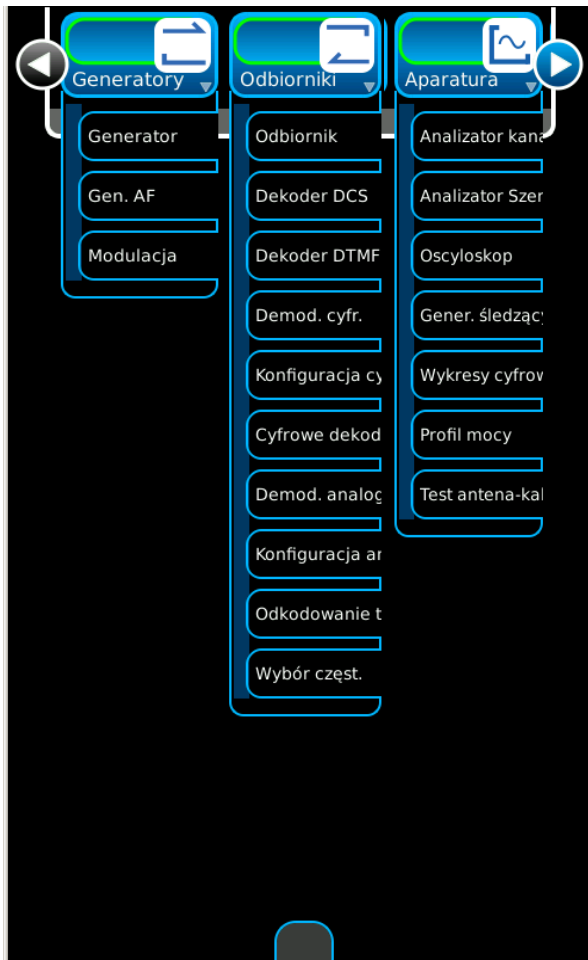 Generatory
Generator
Gen. AF
Modulacja
Odbiorniki
Odbiornik
Dekoder DCS
Dekoder DTMF
Demod. cyfr.
Konfiguracja cy
Cyfrowe dekod
Demod. analog
Konfiguracja
Odkodowanie t
Wybór częst.
Aparatura
Analizator kana
Analizator Szer
Oscyloskop
Gener. śledzący
Wykresy cyfrow
Profil mocy
Test antena-kal